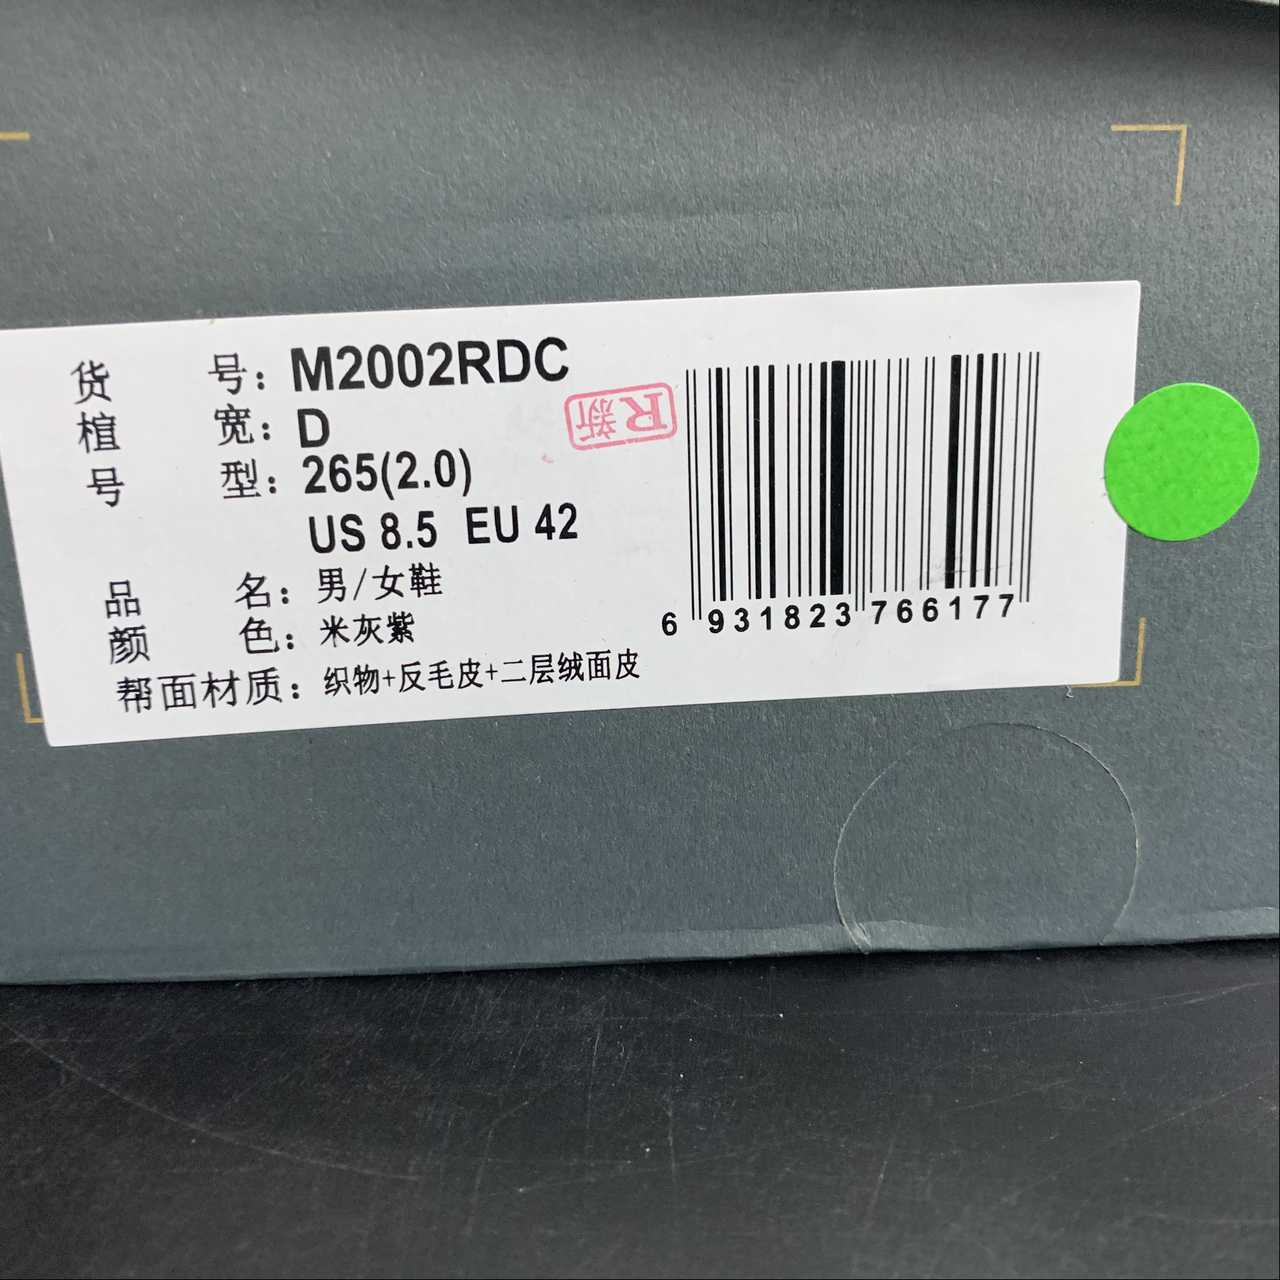 货 号: M2002RDC
楦 宽: D
号 型: 265(2.0)
US 8.5 EU 42
品 名: 男/女鞋
颜 色: 米灰紫
帮面材质: 织物+反毛皮+二层绒面皮
R新
6 931823 766177